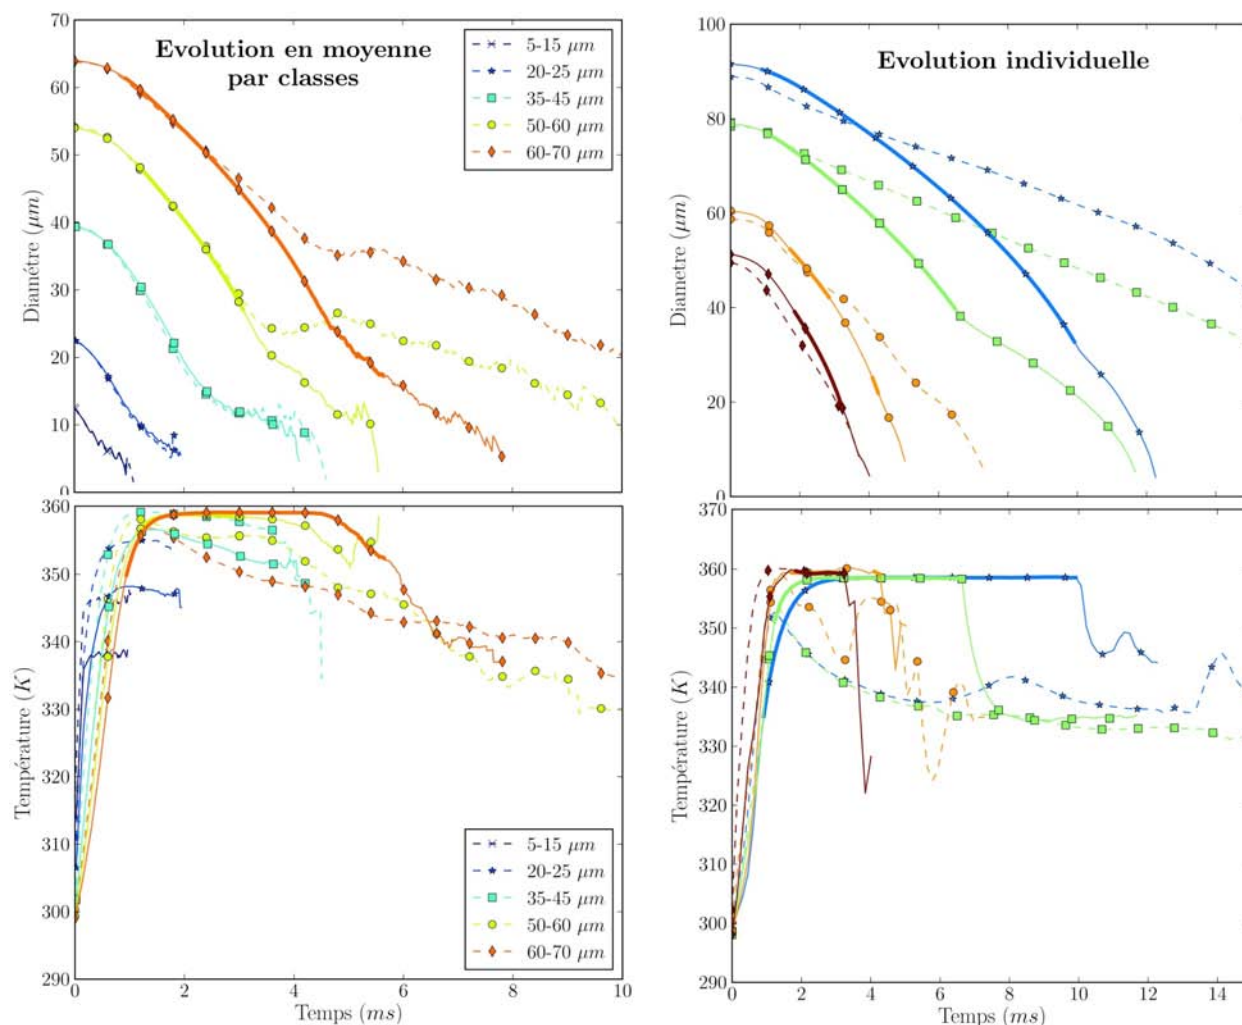 70
60
50
40
30
20
10
0
Diamétre (μm)
Evolution en moyenne
par classes
5-15 μm
20-25 μm
35-45 μm
50-60 μm
60-70 μm
100
80
60
40
20
0
Diametre (μm)
Evolution individuelle
360
350
340
330
320
310
300
290
Température (K)
5-15 μm
20-25 μm
35-45 μm
50-60 μm
60-70 μm
0 2 4 6 8 10
Temps (ms)
370
360
350
340
330
320
310
300
290
Température (K)
0 2 4 6 8 10 12 14
Temps (ms)